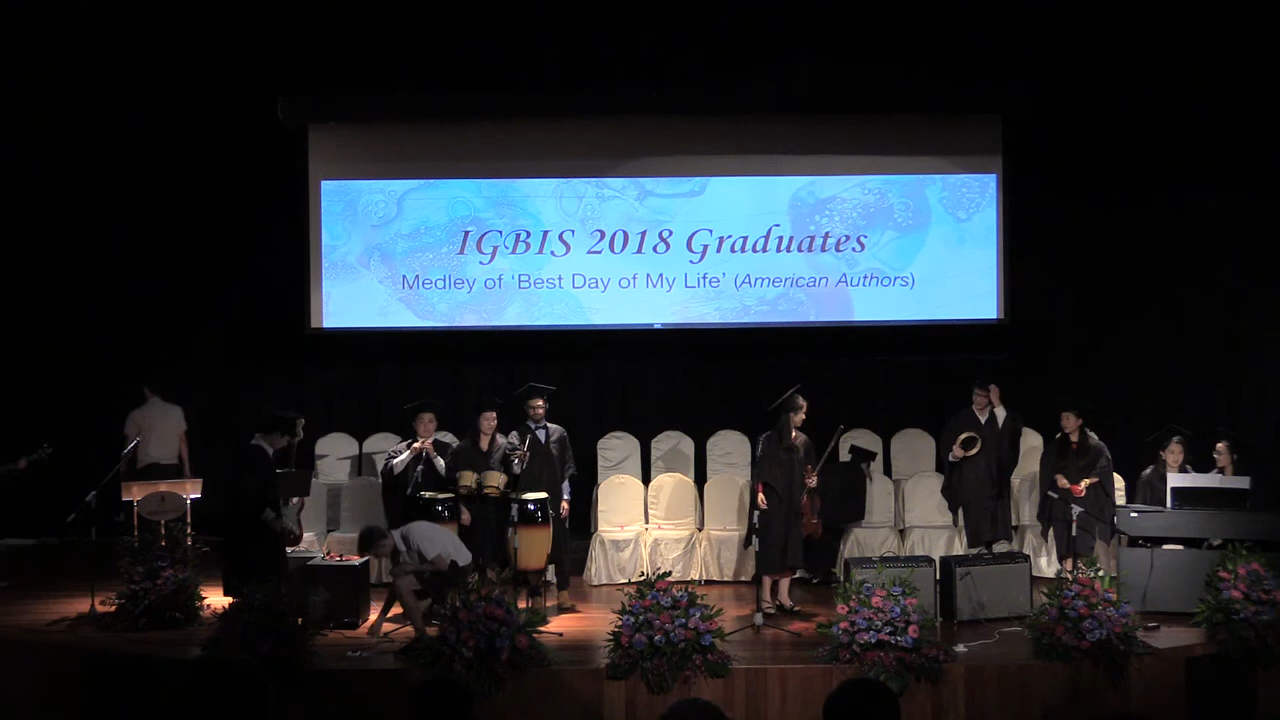 IGBIS 2018 Graduates
Medley of ‘Best Day of My Life’ (American Authors)